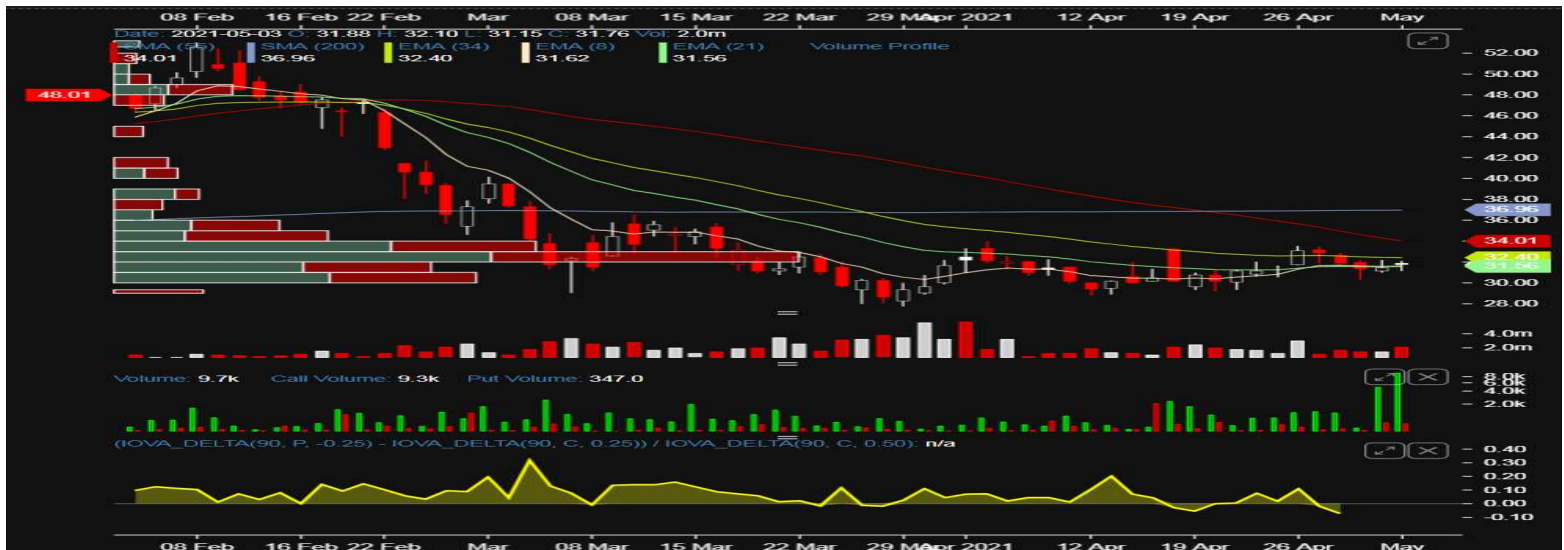 08 Feb 16 Feb 22 Feb Mar 08 Mar 15 Mar 22 Mar 29 Mar Apr 2021 12 Apr 19 Apr 26 Apr May
Date: 2021-05-03 O: 31.88 H: 32.10 L: 31.15 C: 31.76 Vol: 2.0m
SMA (200) EMA (34) EMA (8) EMA (21) Volume Profile
34.01 36.96 32.40 31.62 31.56
52.00
50.00
48.01 48.00
46.00
44.00
42.00
40.00
38.00
36.96
36.00
34.01
32.40
31.56
30.00
28.00
4.0m
2.0m
Volume: 9.7k Call Volume: 9.3k Put Volume: 347.0
8.0k
6.0k
4.0k
2.0k
(IOVA_DELTA(90, P, -0.25) - IOVA_DELTA(90, C, 0.25)) / IOVA_DELTA(90, C, 0.50): n/a
0.40
0.30
0.20
0.10
0.00
-0.10
08 Feb 16 Feb 22 Feb Mar 08 Mar 15 Mar 22 Mar 29 Mar Apr 2021 12 Apr 19 Apr 26 Apr May